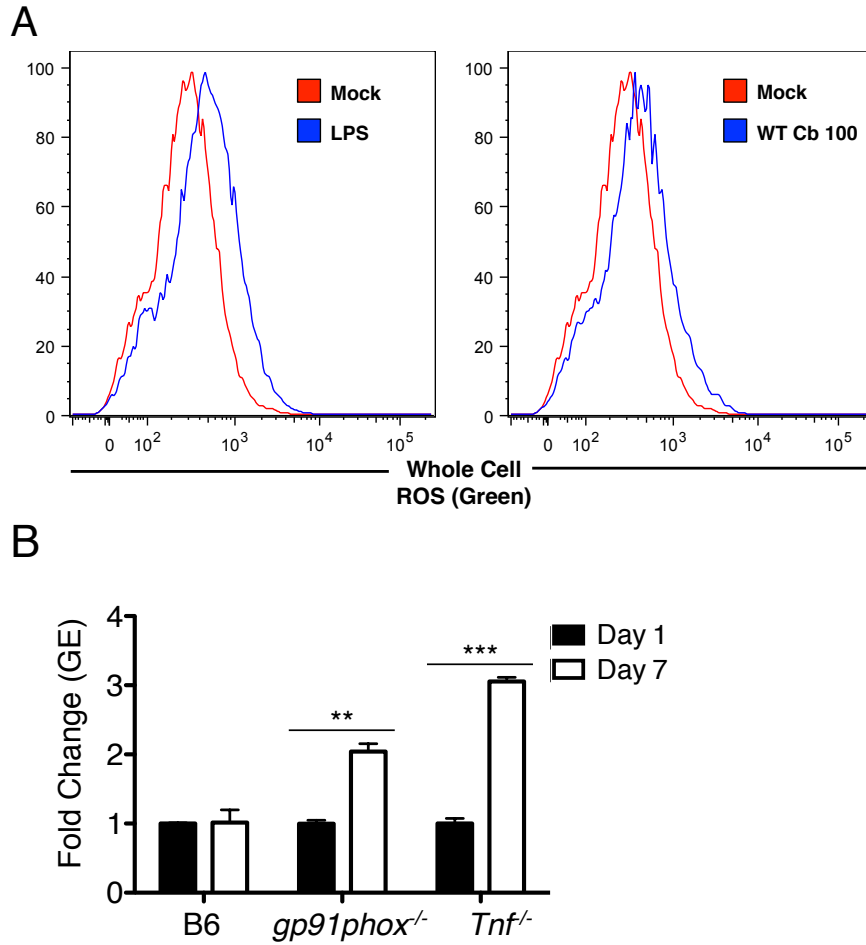 A
100
80
60
40
20
0
Mock
LPS
0 10² 10³ 10⁴ 10⁵
100
80
60
40
20
0
Mock
WT Cb 100
0 10² 10³ 10⁴ 10⁵
Whole Cell
ROS (Green)
B
Fold Change (GE)
4
3
2
1
0
**
***
Day 1
Day 7
B6 gp91phox⁻/⁻ Tnf⁻/⁻